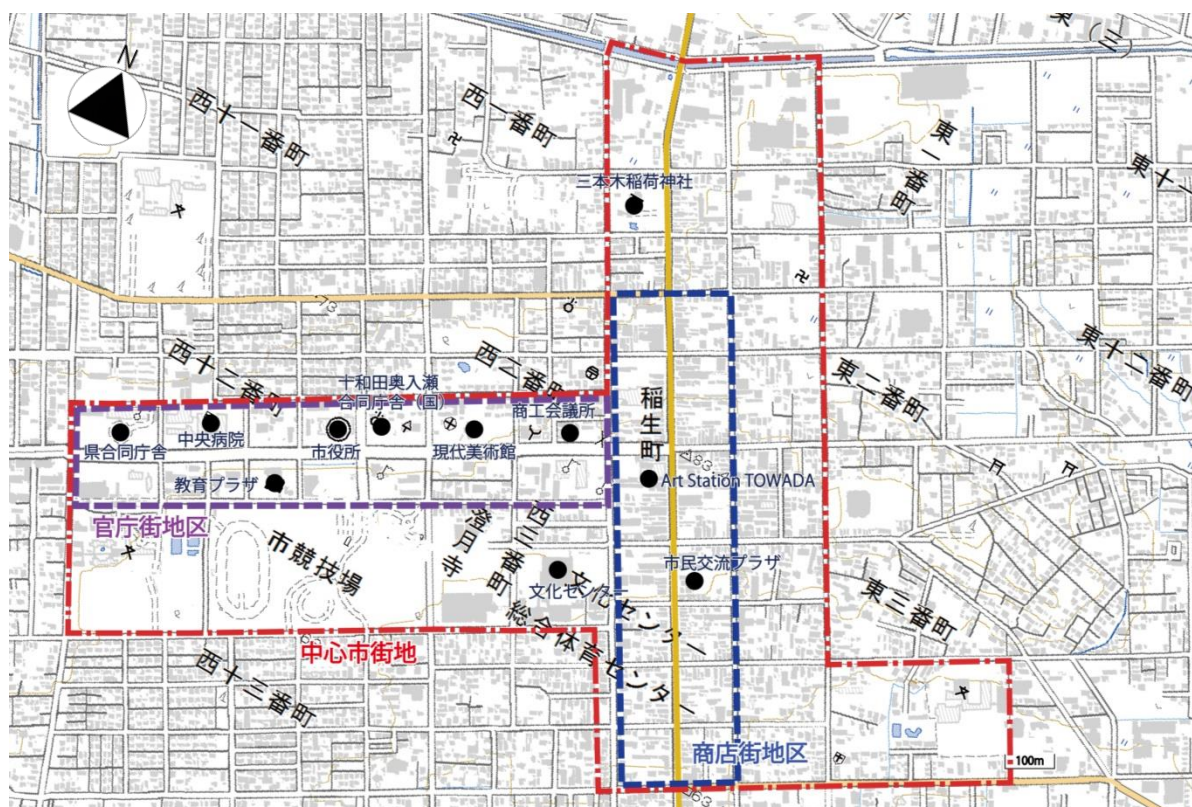 N
東三
西十一番町
西一番町
東一番町
東十一
三本木稲荷神社
73
西十二番町
西二番町
東二番町
東十二番町
十和田奥入瀬
合同庁舎（国）
商工会議所
稲生町
県合同庁舎
中央病院
市役所
現代美術館
83
Art Station TOWADA
教育プラザ
官庁街地区
市競技場
澄月寺
西三番町
文化センター
文化センター
総合体育センター
市民交流プラザ
東三番町
中心市街地
西十三番町
商店街地区
100m
63